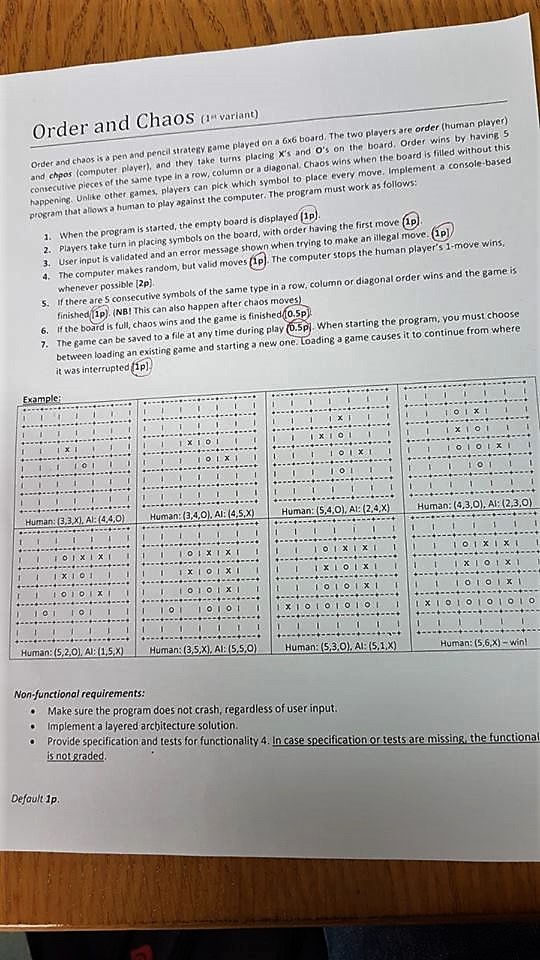 Order and Chaos (1st variant)
Order and chaos is a pen and pencil strategy game played on a 6x6 board. The two players are order (human player)
and chaos (computer player), and they take turns placing X's and O's on the board. Order wins by having 5
consecutive pieces of the same type in a row, column or a diagonal. Chaos wins when the board is filled without this
happening. Unlike other games, players can pick which symbol to place every move. Implement a console-based
program that allows a human to play against the computer. The program must work as follows:
1. When the program is started, the empty board is displayed [1p].
2. Players take turn in placing symbols on the board, with order having the first move [1p].
3. User input is validated and an error message shown when trying to make an illegal move. [1p]
4. The computer makes random, but valid moves [1p]. The computer stops the human player's 1-move wins,
whenever possible [2p].
5. If there are 5 consecutive symbols of the same type in a row, column or diagonal order wins and the game is
finished [1p]. (NB! This can also happen after chaos moves)
6. If the board is full, chaos wins and the game is finished [0.5p].
7. The game can be saved to a file at any time during play [0.5p]. When starting the program, you must choose
between loading an existing game and starting a new one. Loading a game causes it to continue from where
it was interrupted [1p].
Example:
X
O
Human: (3,3,X), AI: (4,4,O)
X | O
O | X
Human: (3,4,O), AI: (4,5,X)
X
X | O
O | X
O
Human: (5,4,O), AI: (2,4,X)
O | X
X | O
O | O | X
O
Human: (4,3,O), AI: (2,3,O)
O | X | X
X | O
O | O | X
O | | O
Human: (5,2,O), AI: (1,5,X)
O | X | X
X | O | X
O | O | X
O | | O | O
Human: (3,5,X), AI: (5,5,O)
O | X | X
X | O | X
O | O | X
X | O | O | O | O
Human: (5,3,O), AI: (5,1,X)
O | X | X
X | O | X
O | O | X
X | O | O | O | O | O
Human: (5,6,X) – win!
Non-functional requirements:
• Make sure the program does not crash, regardless of user input.
• Implement a layered architecture solution.
• Provide specification and tests for functionality 4. In case specification or tests are missing, the functional
is not graded.
Default 1p.